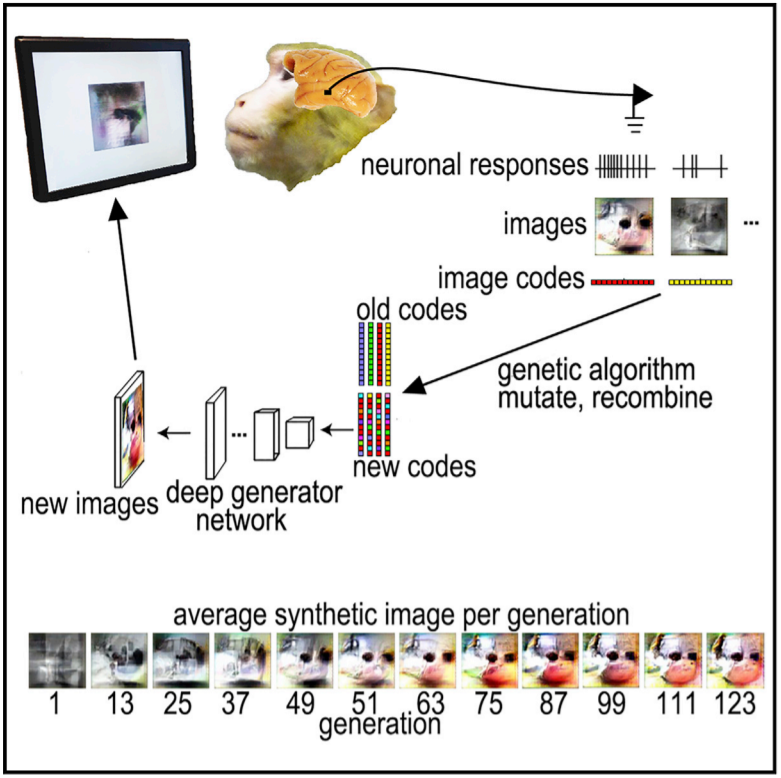 neuronal responses
images
...
image codes
old codes
genetic algorithm
mutate, recombine
...
new codes
new images
deep generator
network
average synthetic image per generation
1 13 25 37 49 51 63 75 87 99 111 123
generation